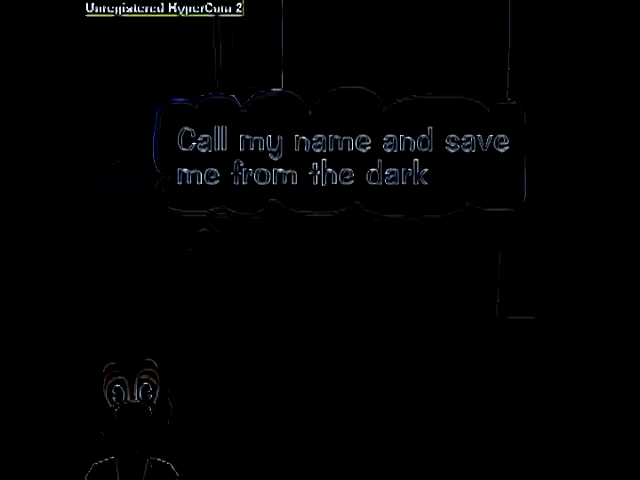 Unregistered HyperCam 2
Call my name and save
me from the dark